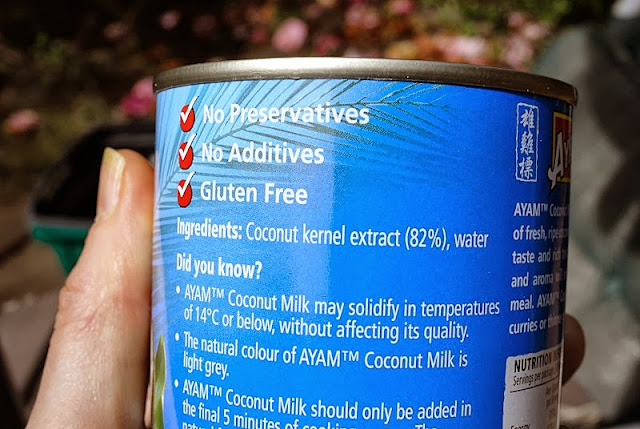 No Preservatives
No Additives
Gluten Free
Ingredients: Coconut kernel extract (82%), water
Did you know?
• AYAM™ Coconut Milk may solidify in temperatures
of 14°C or below, without affecting its quality.
• The natural colour of AYAM™ Coconut Milk is
light grey.
• AYAM™ Coconut Milk should only be added in
the final 5 minutes of cooking
雄雞標
AYAM™ Coconut
of fresh, ripe
taste and
and aroma
meal. AYAM™
curries or
NUTRITION
Servings per